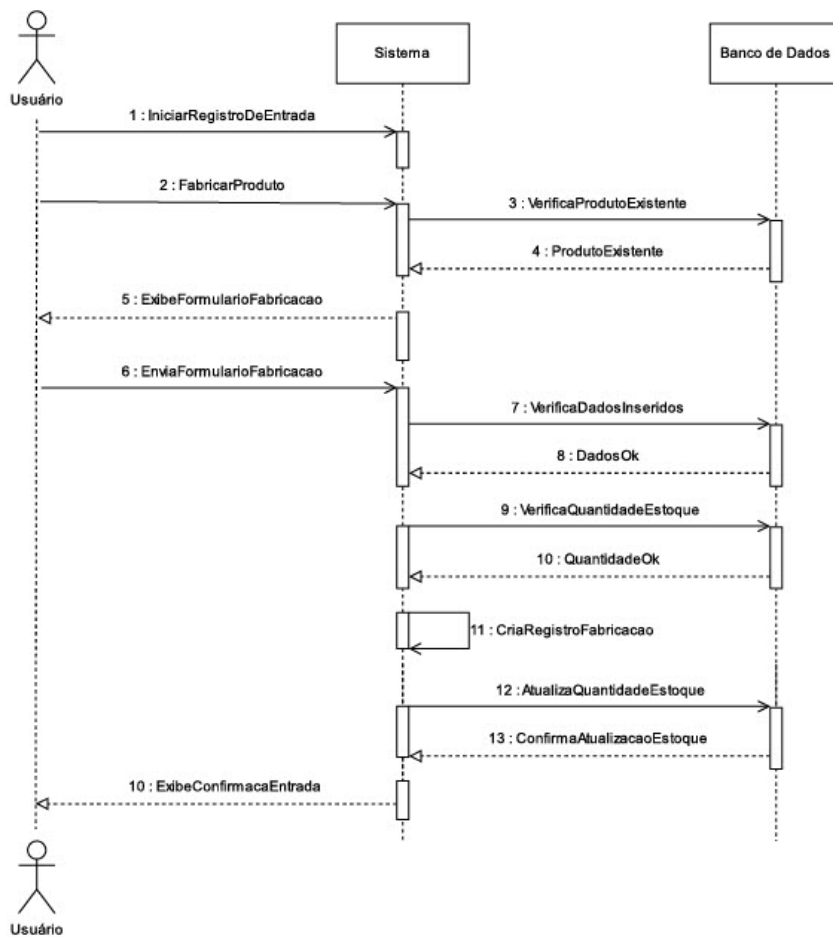 Usuário
Sistema
Banco de Dados
1 : IniciarRegistroDeEntrada
2 : FabricarProduto
3 : VerificaProdutoExistente
4 : ProdutoExistente
5 : ExibeFormularioFabricacao
6 : EnviaFormularioFabricacao
7 : VerificaDadosInseridos
8 : DadosOk
9 : VerificaQuantidadeEstoque
10 : QuantidadeOk
11 : CriaRegistroFabricacao
12 : AtualizaQuantidadeEstoque
13 : ConfirmaAtualizacaoEstoque
10 : ExibeConfirmacaEntrada
Usuário